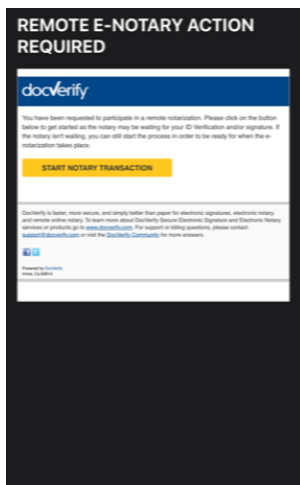 REMOTE E-NOTARY ACTION
REQUIRED
docVerify
You have been requested to participate in a remote notarization. Please click on the button
below to get started as the notary may be waiting for your ID Verification and/or signature. If
the notary isn't waiting, you can still start the process in order to be ready for when the e-
notarization takes place.
START NOTARY TRANSACTION
DocVerify is faster, more secure, and simply better than paper for electronic signatures, electronic notary,
and remote online notary. To learn more about DocVerify Secure Electronic Signature and Electronic Notary
services or products go to www.docverify.com. For support or billing questions, please contact
support@docverify.com or visit the DocVerify Community for more answers.
Powered by DocVerify
Irvine, Ca 92614